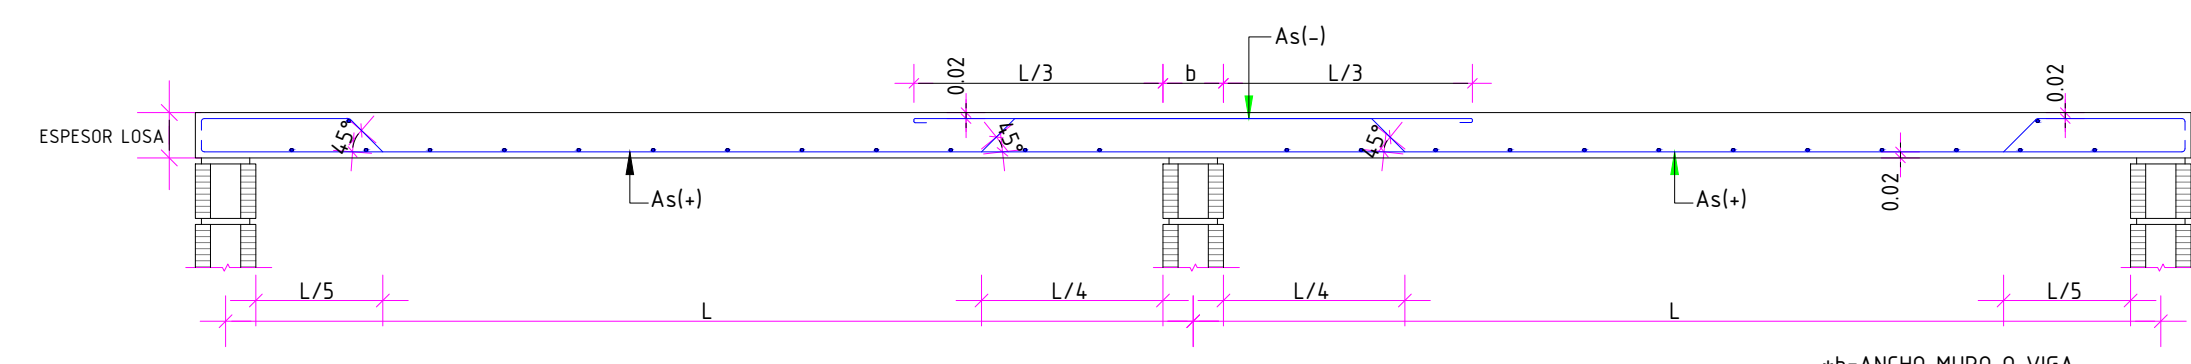 As(-)
0.02
L/3
b
L/3
0.02
ESPESOR LOSA
45°
45°
45°
As(+)
As(+)
0.02
L/5
L/4
L/4
L/5
L
L
*b=ANCHO MURO O VIGA